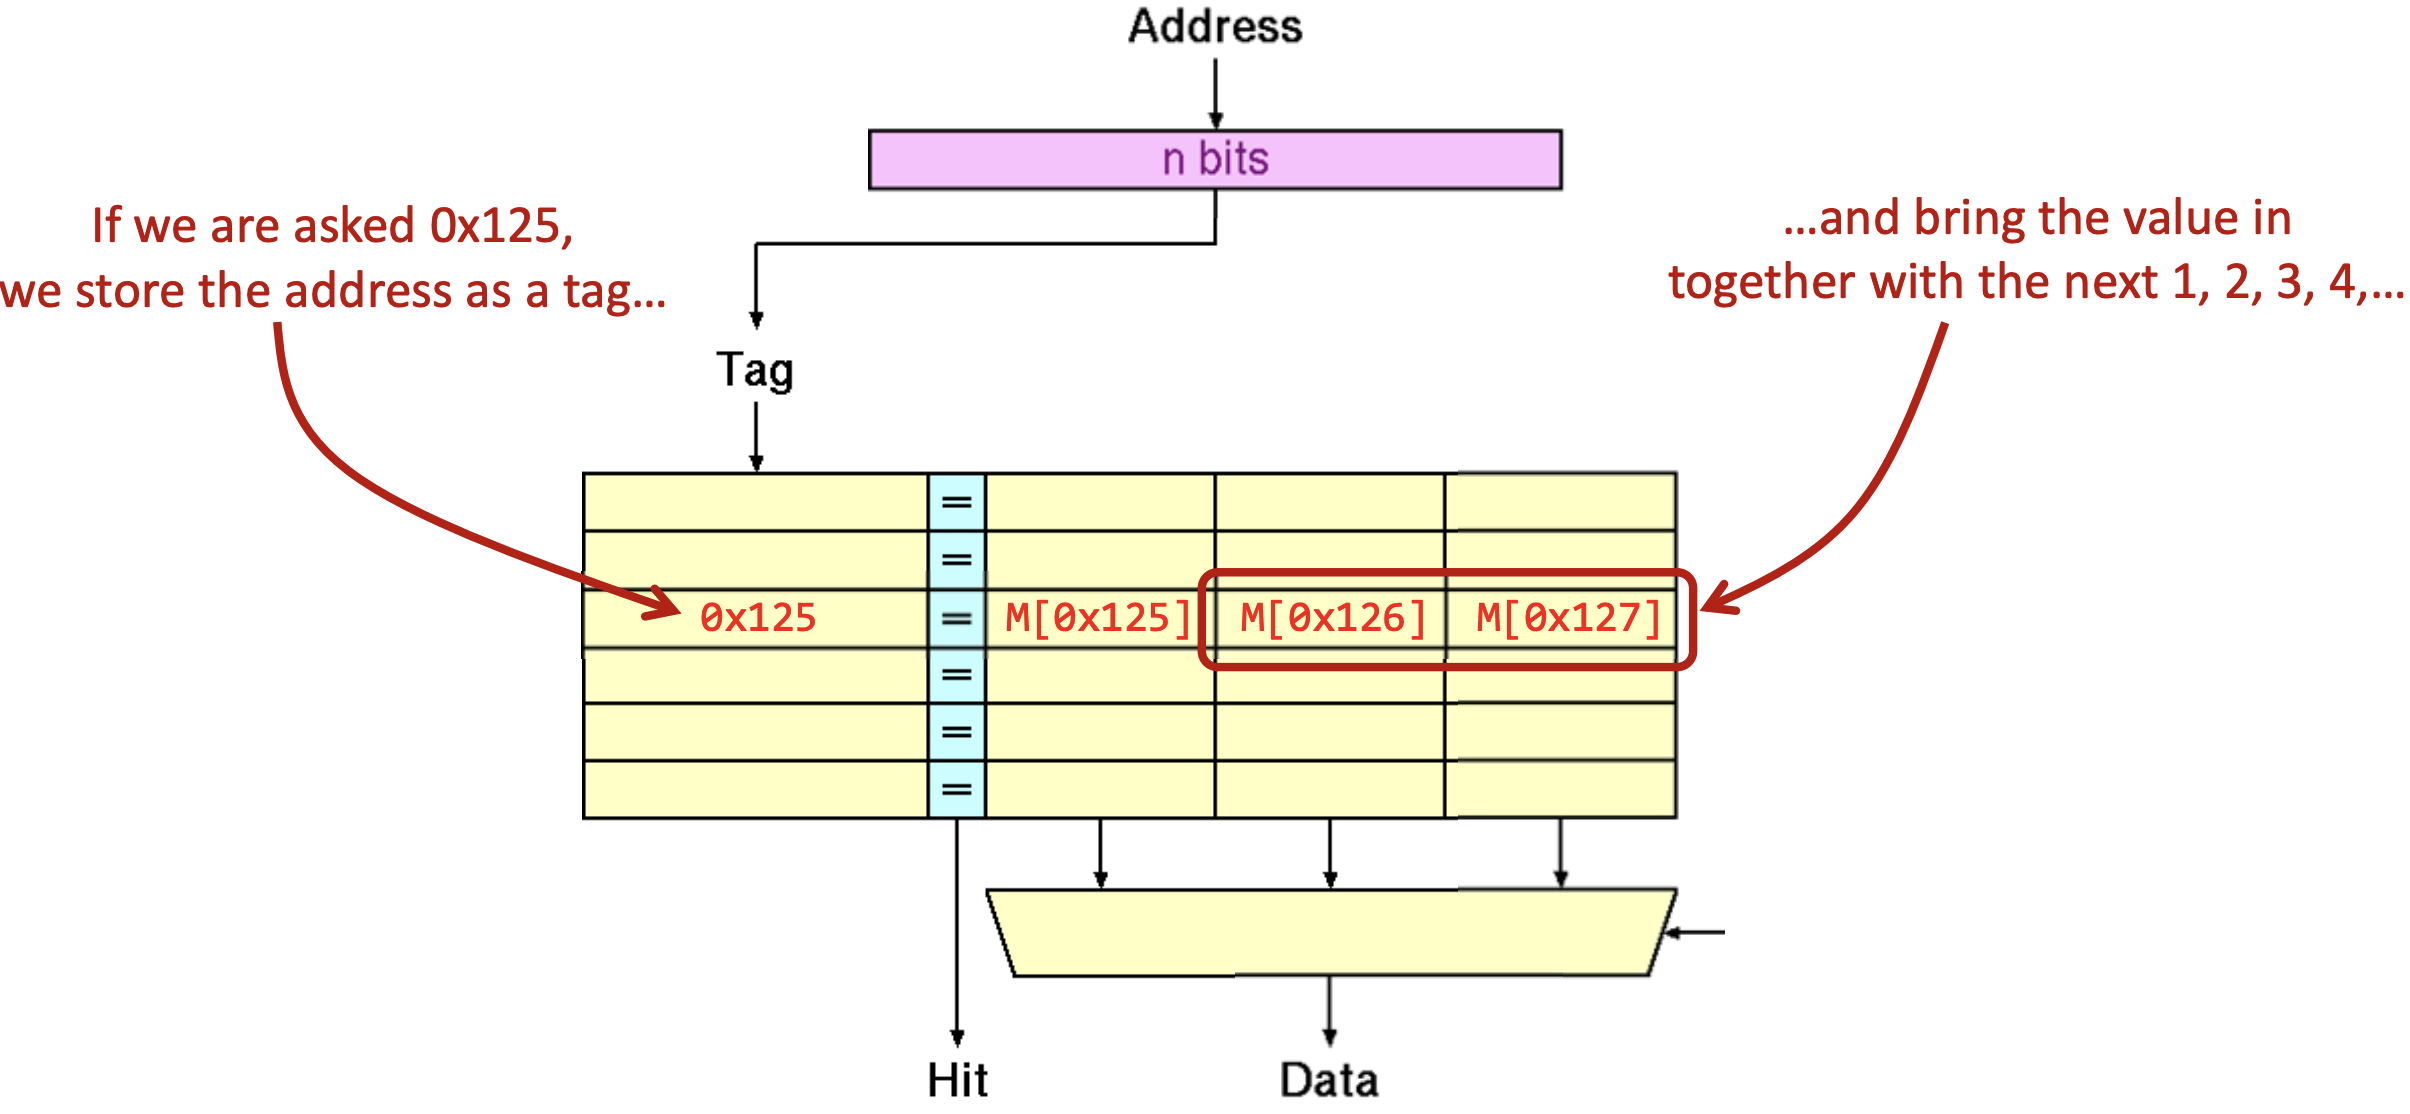 Address
n bits
If we are asked 0x125,
we store the address as a tag...
...and bring the value in
together with the next 1, 2, 3, 4,...
Tag
=
=
0x125 = M[0x125] M[0x126] M[0x127]
=
=
=
Hit
Data